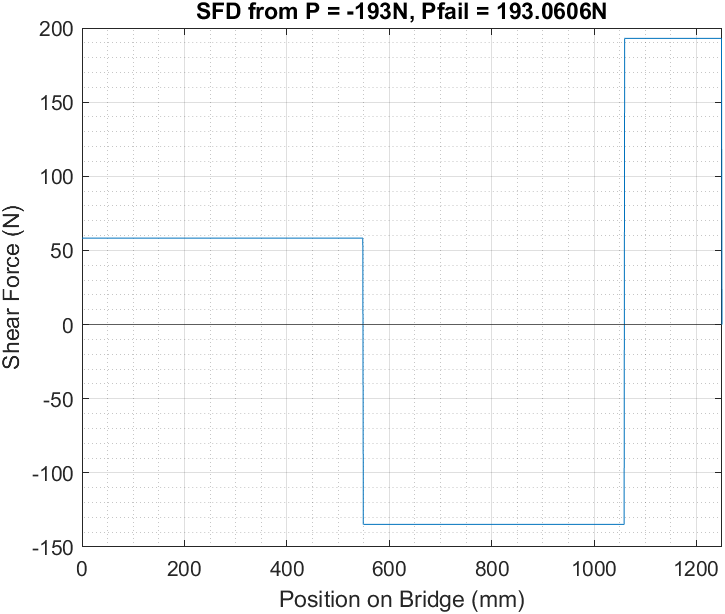 SFD from P = -193N, Pfail = 193.0606N
200
150
100
50
0
-50
-100
-150
Shear Force (N)
0 200 400 600 800 1000 1200
Position on Bridge (mm)